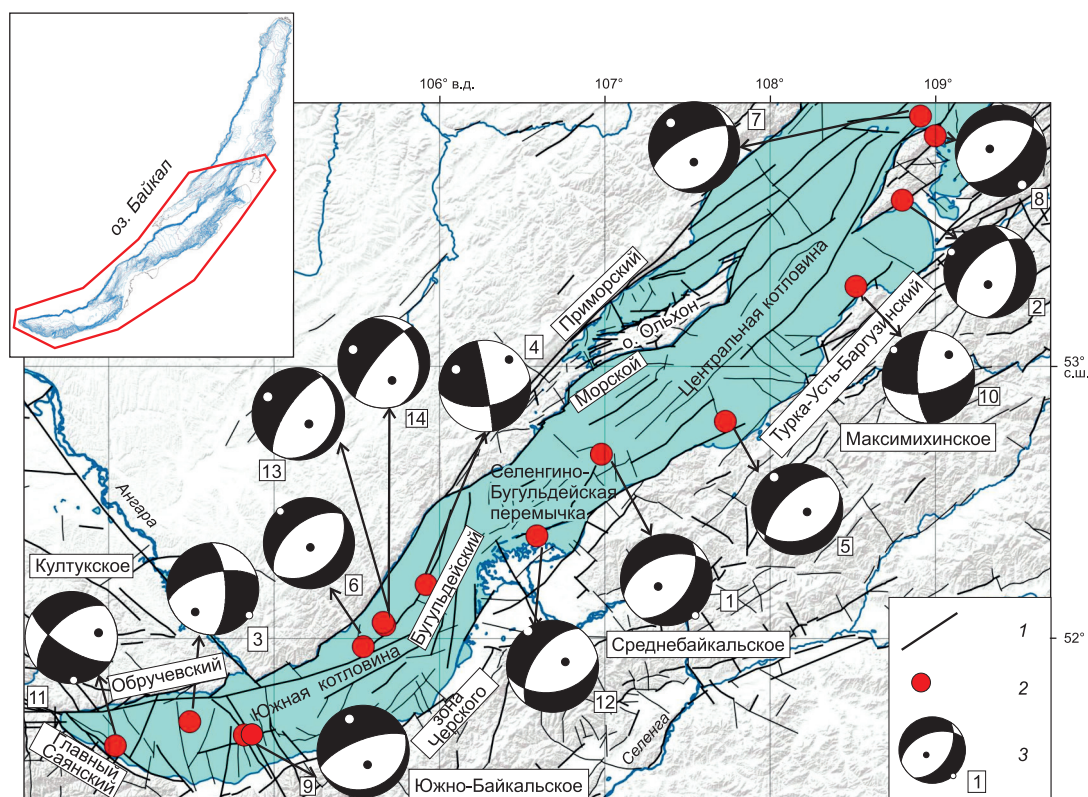 оз. Байкал
106° в.д.
107°
108°
109°
7
8
2
Приморский
о. Ольхон
Морской
Центральная котловина
Турка-Усть-Баргузинский
53°
с.ш.
4
14
13
10
Максимихинское
Ангара
Селенгино-
Бугульдейская
перемычка
5
Култукское
6
3
Бугульдейский
1
Среднебайкальское
52°
12
11
Обручевский
Южная котловина
зона
Черского
Селенга
Главный
Саянский
9
Южно-Байкальское
1
2
3
1